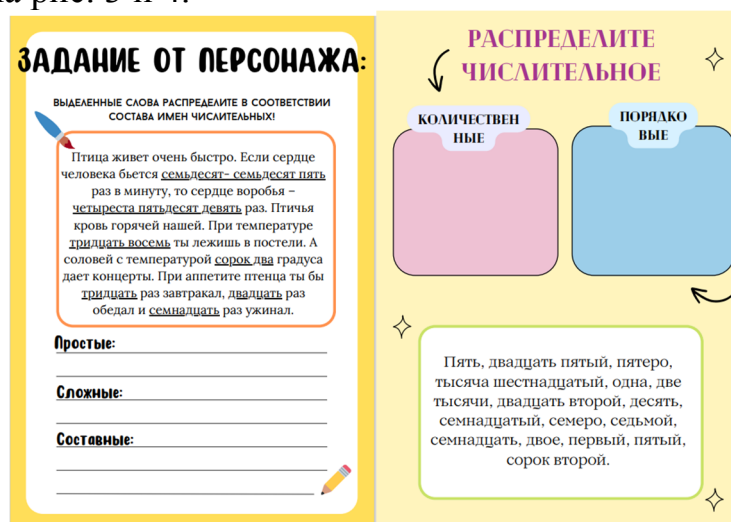 на рис. 3 и 4.
ЗАДАНИЕ ОТ ПЕРСОНАЖА:
ВЫДЕЛЕННЫЕ СЛОВА РАСПРЕДЕЛИТЕ В СООТВЕТСТВИИ
СОСТАВА ИМЕН ЧИСЛИТЕЛЬНЫХ!
Птица живет очень быстро. Если сердце
человека бьется семьдесят- семьдесят пять
раз в минуту, то сердце воробья –
четыреста пятьдесят девять раз. Птичья
кровь горячей нашей. При температуре
тридцать восемь ты лежишь в постели. А
соловей с температурой сорок два градуса
дает концерты. При аппетите птенца ты бы
тридцать раз завтракал, двадцать раз
обедал и семнадцать раз ужинал.
Простые:
Сложные:
Составные:
РАСПРЕДЕЛИТЕ
ЧИСЛИТЕЛЬНОЕ
КОЛИЧЕСТВЕН
НЫЕ
ПОРЯДКО
ВЫЕ
Пять, двадцать пятый, пятеро,
тысяча шестнадцатый, одна, две
тысячи, двадцать второй, десять,
семнадцатый, семеро, седьмой,
семнадцать, двое, первый, пятый,
сорок второй.